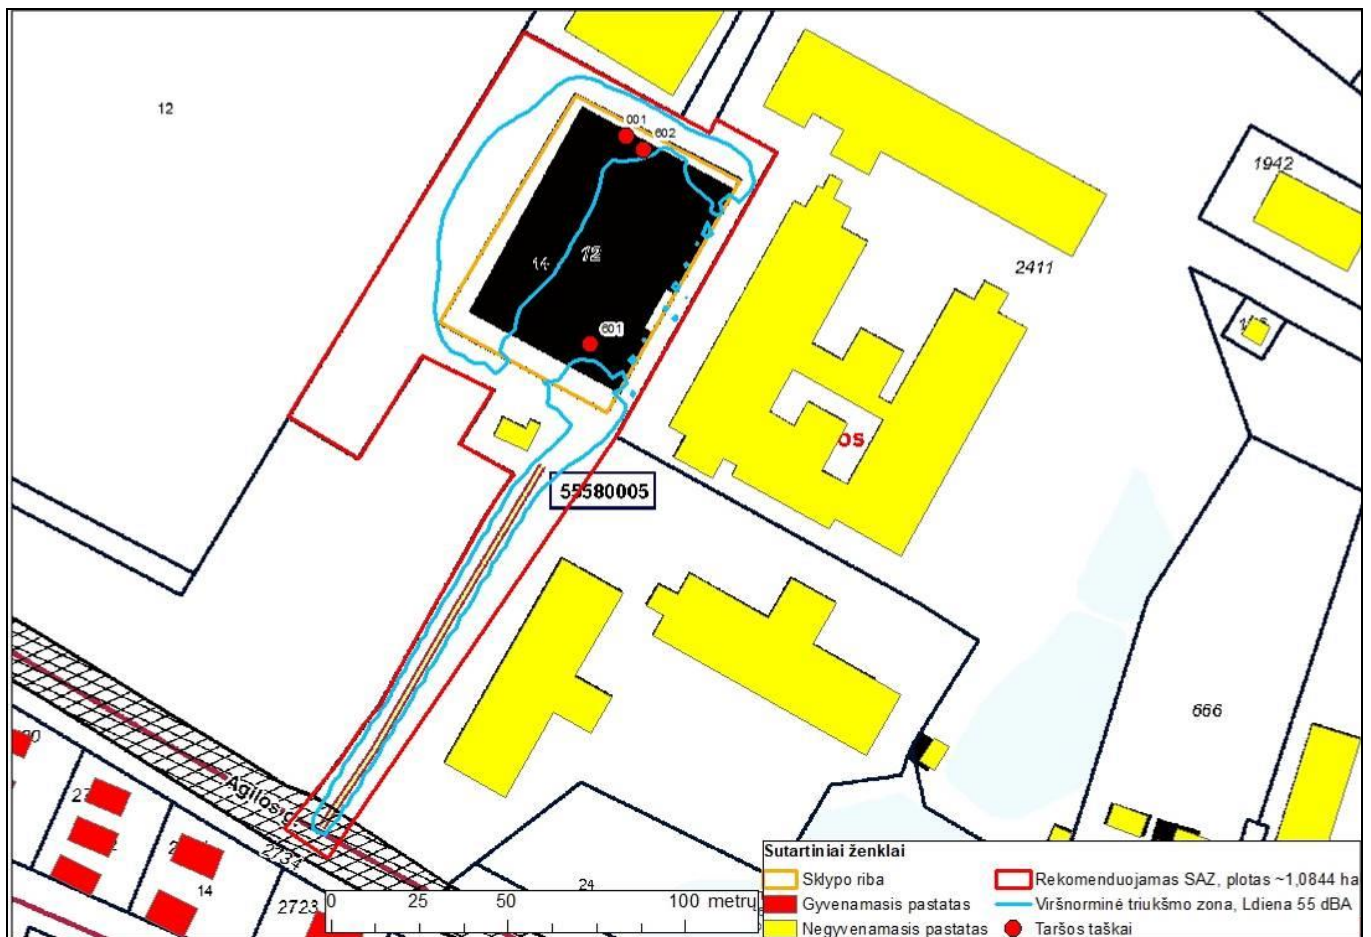 12
001
602
1942
14
12
2411
601
os
55580005
666
Agilos g.
2734
14
24
2723
0 25 50 100 metrų
Sutartiniai ženklai
Sklypo riba
Rekomenduojamas SAZ, plotas ~1,0844 ha
Gyvenamasis pastatas
Viršnorminė triukšmo zona, Ldiena 55 dBA
Negyvenamasis pastatas
Taršos taškai